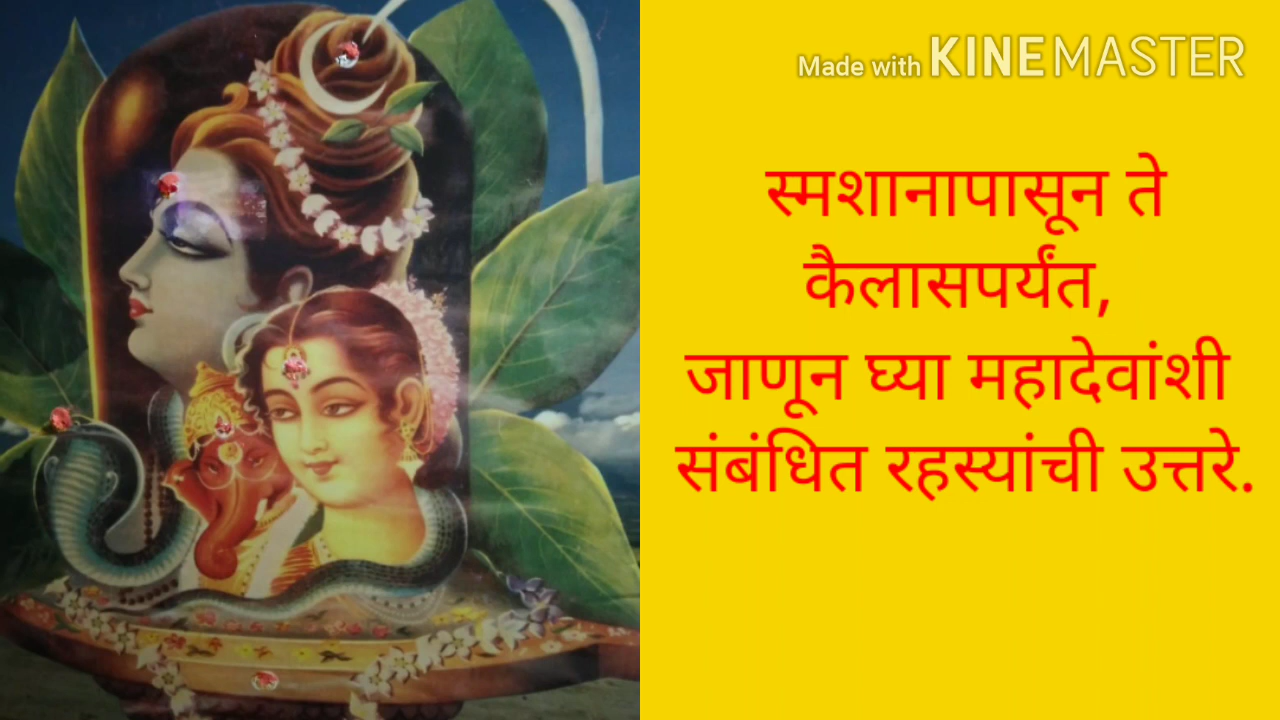 Made with KINEMASTER
स्मशानापासून ते
कैलासपर्यंत,
जाणून घ्या महादेवांशी
संबंधित रहस्यांची उत्तरे.